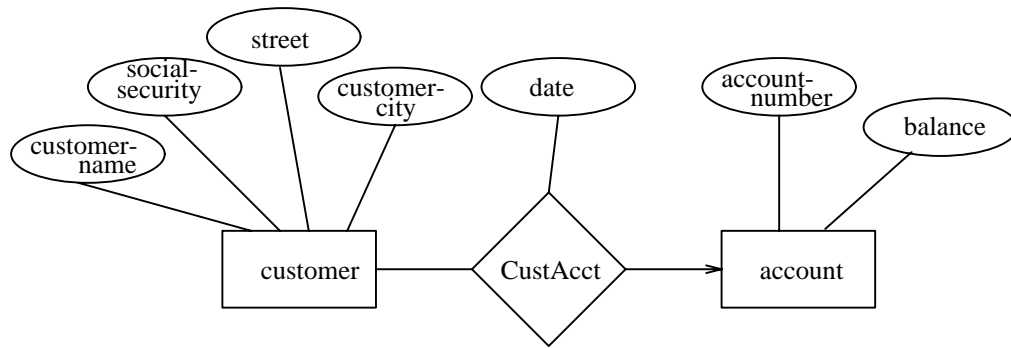 street
social-
security
customer-
city
date
account-
number
customer-
name
balance
customer
CustAcct
account